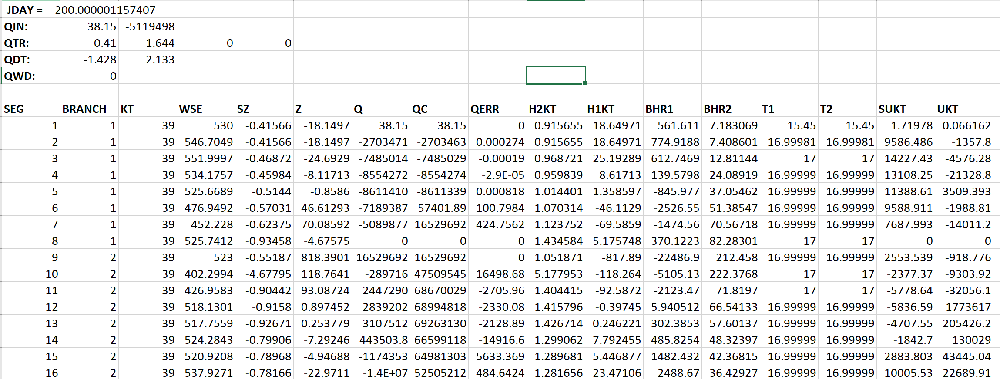 JDAY = 200.000001157407
QIN: 38.15 -5119498
QTR: 0.41 1.644 0 0
QDT: -1.428 2.133
QWD: 0
SEG BRANCH KT WSE SZ Z Q QC QERR H2KT H1KT BHR1 BHR2 T1 T2 SUKT UKT
1 1 39 530 -0.41566 -18.1497 38.15 38.15 0 0.915655 18.64971 561.611 7.183069 15.45 15.45 1.71978 0.066162
2 1 39 546.7049 -0.41566 -18.1497 -2703471 -2703463 0.000274 0.915655 18.64971 774.9188 7.408601 16.99981 16.99981 9586.486 -1357.8
3 1 39 551.9997 -0.46872 -24.6929 -7485014 -7485029 -0.00019 0.968721 25.19289 612.7469 12.81144 17 17 14227.43 -4576.28
4 1 39 534.1757 -0.45984 -8.11713 -8554272 -8554274 -2.9E-05 0.959839 8.61713 139.5798 24.08919 16.99999 16.99999 13108.25 -21328.8
5 1 39 525.6689 -0.5144 -0.8586 -8611410 -8611339 0.000818 1.014401 1.358597 -845.977 37.05462 16.99999 16.99999 11388.61 3509.393
6 1 39 476.9492 -0.57031 46.61293 -7189387 57401.89 100.7984 1.070314 -46.1129 -2526.55 51.38547 16.99999 16.99999 9588.911 -1988.81
7 1 39 452.228 -0.62375 70.08592 -5089877 16529692 424.7562 1.123752 -69.5859 -1474.56 70.56718 16.99999 16.99999 7687.993 -14011.2
8 1 39 525.7412 -0.93458 -4.67575 0 0 0 1.434584 5.175748 370.1223 82.28301 17 17 0 0
9 2 39 523 -0.55187 818.3901 16529692 16529692 0 1.051871 -817.89 -22486.9 212.458 16.99999 16.99999 2553.539 -918.776
10 2 39 402.2994 -4.67795 118.7641 -289716 47509545 16498.68 5.177953 -118.264 -5105.13 222.3768 17 17 -2377.37 -9303.92
11 2 39 426.9583 -0.90442 93.08724 2447290 68670029 -2705.96 1.404415 -92.5872 -2123.47 71.8197 17 17 -5778.64 -32056.1
12 2 39 518.1301 -0.9158 0.897452 2839202 68994818 -2330.08 1.415796 -0.39745 5.940512 66.54133 16.99999 16.99999 -5836.59 1773617
13 2 39 517.7559 -0.92671 0.253779 3107512 69263130 -2128.89 1.426714 0.246221 302.3853 57.60137 16.99999 16.99999 -4707.55 205426.2
14 2 39 524.2843 -0.79906 -7.29246 443503.8 66599118 -14916.6 1.299062 7.792455 485.8254 48.32397 16.99999 16.99999 -1842.7 130029
15 2 39 520.9208 -0.78968 -4.94688 -1174353 64981303 5633.369 1.289681 5.446877 1482.432 42.36815 16.99999 16.99999 2883.803 43445.04
16 2 39 537.9271 -0.78166 -22.9711 -1.4E+07 52505212 484.6424 1.281656 23.47106 2488.67 36.42927 16.99999 16.99999 10005.53 22689.91